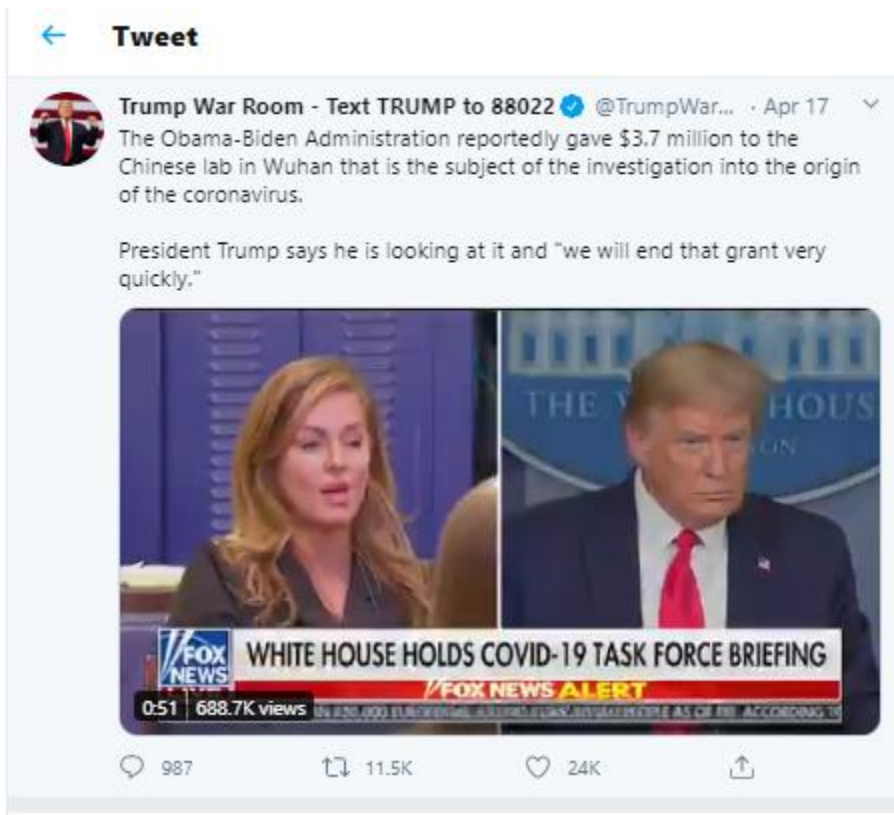 Tweet
Trump War Room - Text TRUMP to 88022 @TrumpWar... · Apr 17
The Obama-Biden Administration reportedly gave $3.7 million to the
Chinese lab in Wuhan that is the subject of the investigation into the origin
of the coronavirus.
President Trump says he is looking at it and "we will end that grant very
quickly."
THE HOUS
ON
FOX NEWS
WHITE HOUSE HOLDS COVID-19 TASK FORCE BRIEFING
FOX NEWS ALERT
0:51 688.7K views
ACCORDING
987 11.5K 24K